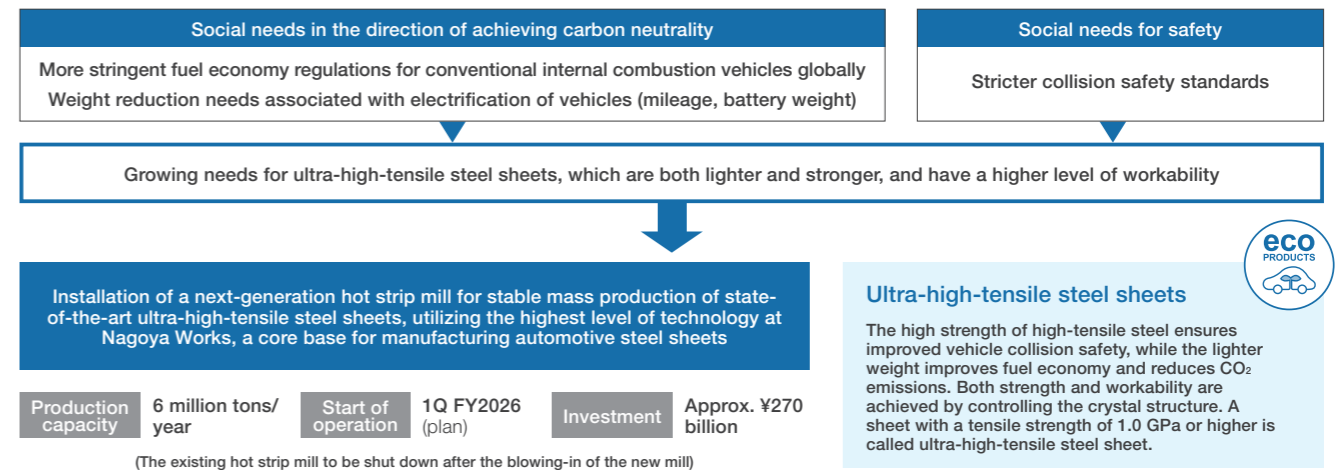 Social needs in the direction of achieving carbon neutrality
More stringent fuel economy regulations for conventional internal combustion vehicles globally
Weight reduction needs associated with electrification of vehicles (mileage, battery weight)
Social needs for safety
Stricter collision safety standards
Growing needs for ultra-high-tensile steel sheets, which are both lighter and stronger, and have a higher level of workability
Installation of a next-generation hot strip mill for stable mass production of state-
of-the-art ultra-high-tensile steel sheets, utilizing the highest level of technology at
Nagoya Works, a core base for manufacturing automotive steel sheets
Production
capacity
6 million tons/
year
Start of
operation
1Q FY2026
(plan)
Investment
Approx. ¥270
billion
(The existing hot strip mill to be shut down after the blowing-in of the new mill)
eco
PRODUCTS
Ultra-high-tensile steel sheets
The high strength of high-tensile steel ensures
improved vehicle collision safety, while the lighter
weight improves fuel economy and reduces CO₂
emissions. Both strength and workability are
achieved by controlling the crystal structure. A
sheet with a tensile strength of 1.0 GPa or higher is
called ultra-high-tensile steel sheet.